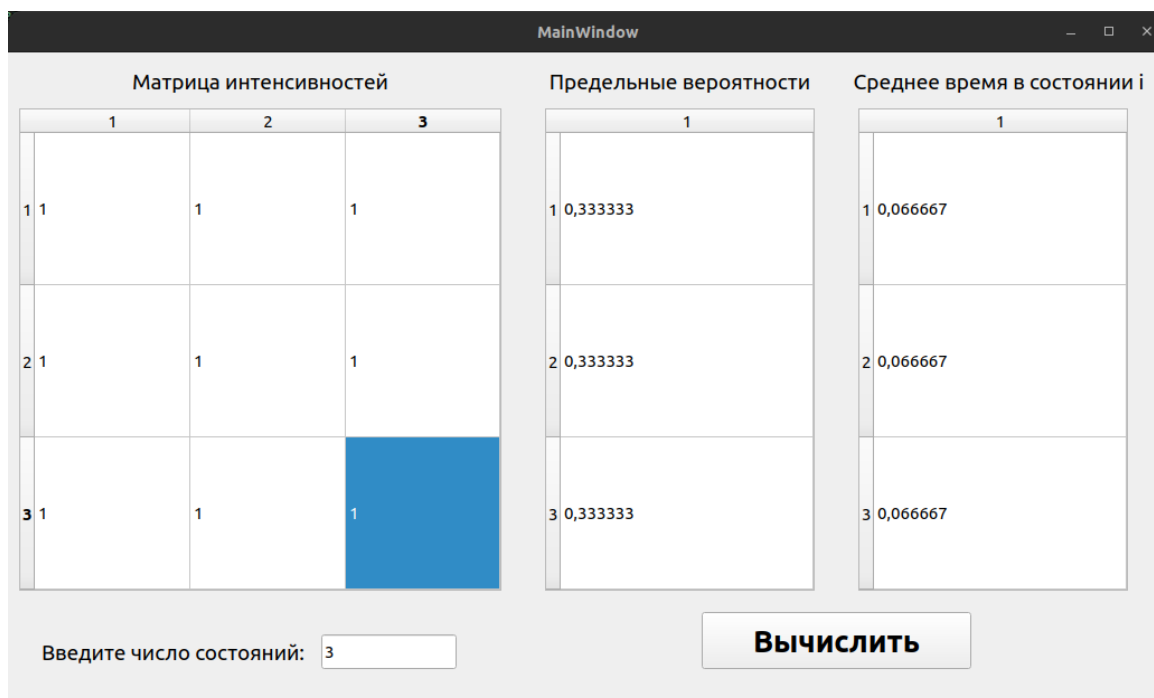 MainWindow
Матрица интенсивностей Предельные вероятности Среднее время в состоянии i
1 2 3 1 1
1 1 1 1 1 0,333333 1 0,066667
2 1 1 1 2 0,333333 2 0,066667
3 1 1 1 3 0,333333 3 0,066667
Введите число состояний: 3 Вычислить